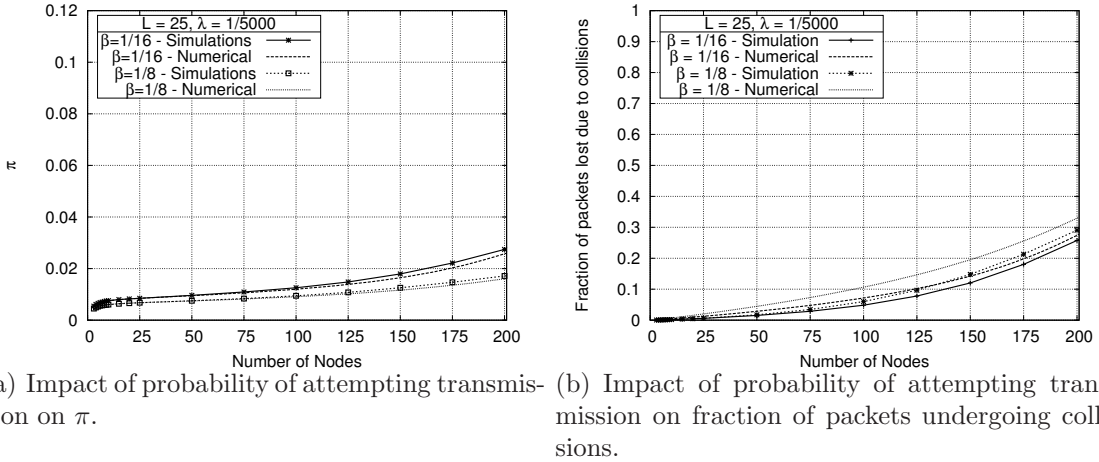 L = 25, λ = 1/5000
β=1/16 - Simulations
β=1/16 - Numerical
β=1/8 - Simulations
β=1/8 - Numerical
0.12
0.1
0.08
0.06
0.04
0.02
0
π
0 25 50 75 100 125 150 175 200
Number of Nodes
a) Impact of probability of attempting transmis-
on on π.
L = 25, λ = 1/5000
β = 1/16 - Simulation
β = 1/16 - Numerical
β = 1/8 - Simulation
β = 1/8 - Numerical
1
0.9
0.8
0.7
0.6
0.5
0.4
0.3
0.2
0.1
0
Fraction of packets lost due to collisions
0 25 50 75 100 125 150 175 200
Number of Nodes
(b) Impact of probability of attempting tran
mission on fraction of packets undergoing coll
sions.